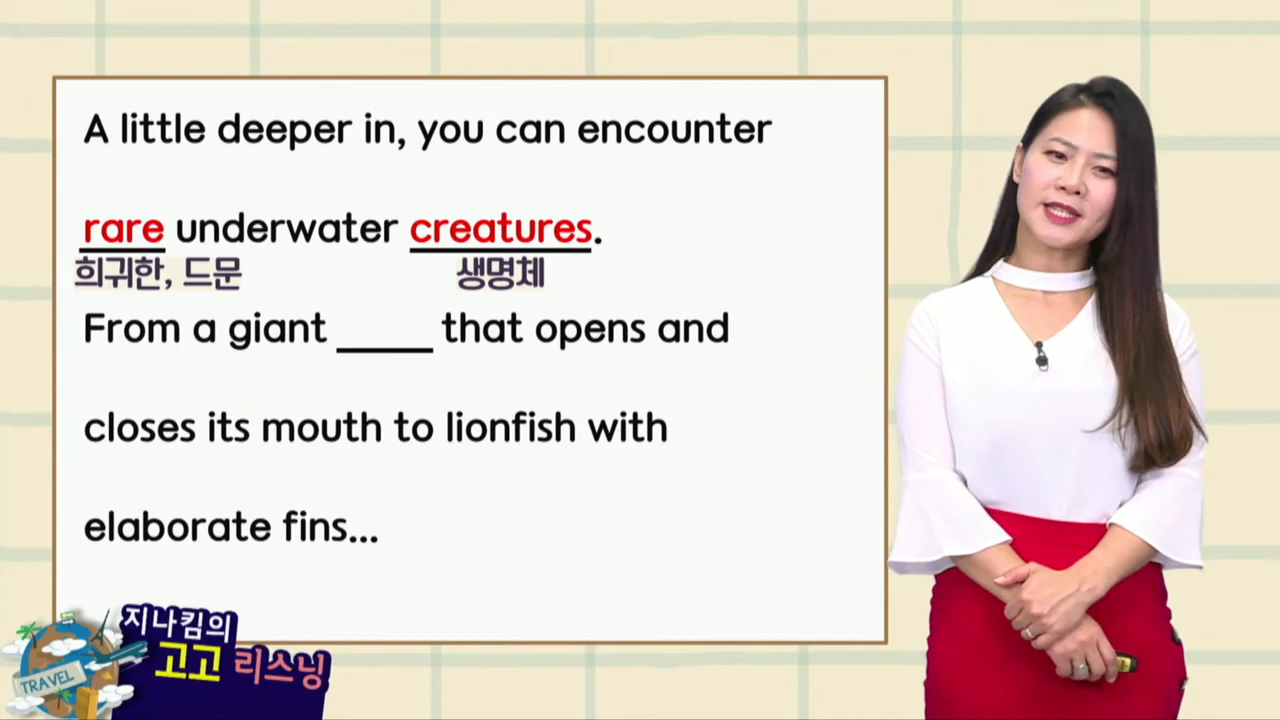 A little deeper in, you can encounter
rare underwater creatures.
희귀한, 드문 생명체
From a giant _____ that opens and
closes its mouth to lionfish with
elaborate fins...
지나킴의
고고 리스닝
TRAVEL